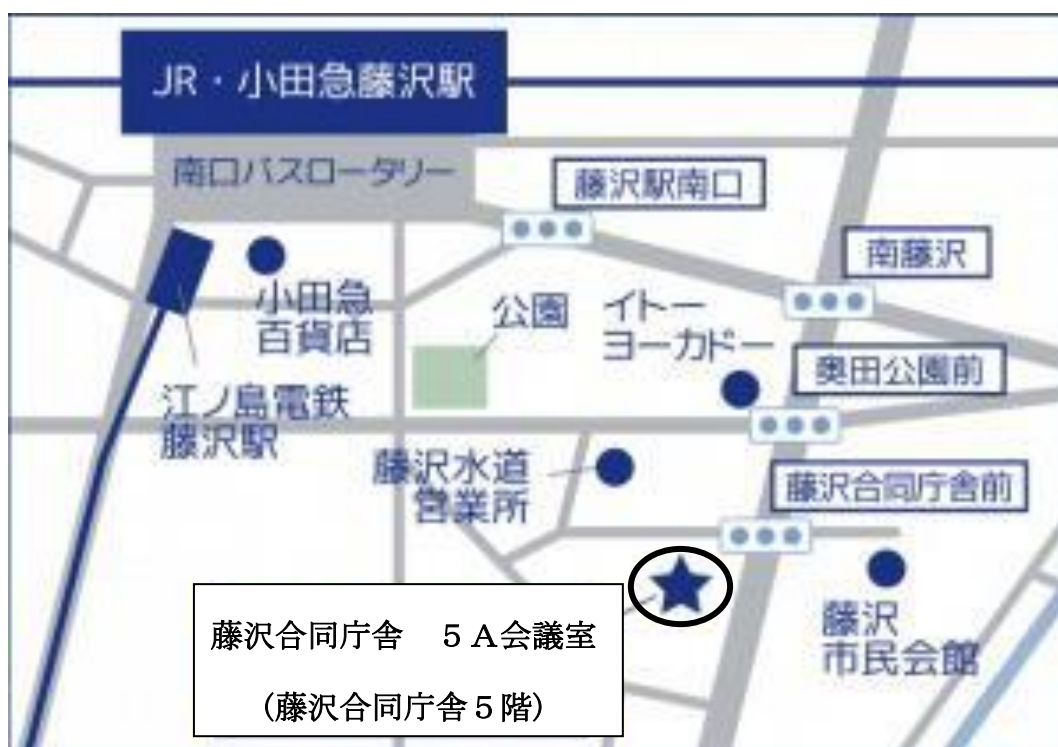 JR・小田急藤沢駅
南口バスロータリー
藤沢駅南口
南藤沢
小田急
百貨店
公園
イトー
ヨーカドー
奥田公園前
江ノ島電鉄
藤沢駅
藤沢水道
営業所
藤沢合同庁舎前
藤沢合同庁舎　５Ａ会議室
(藤沢合同庁舎５階)
藤沢
市民会館